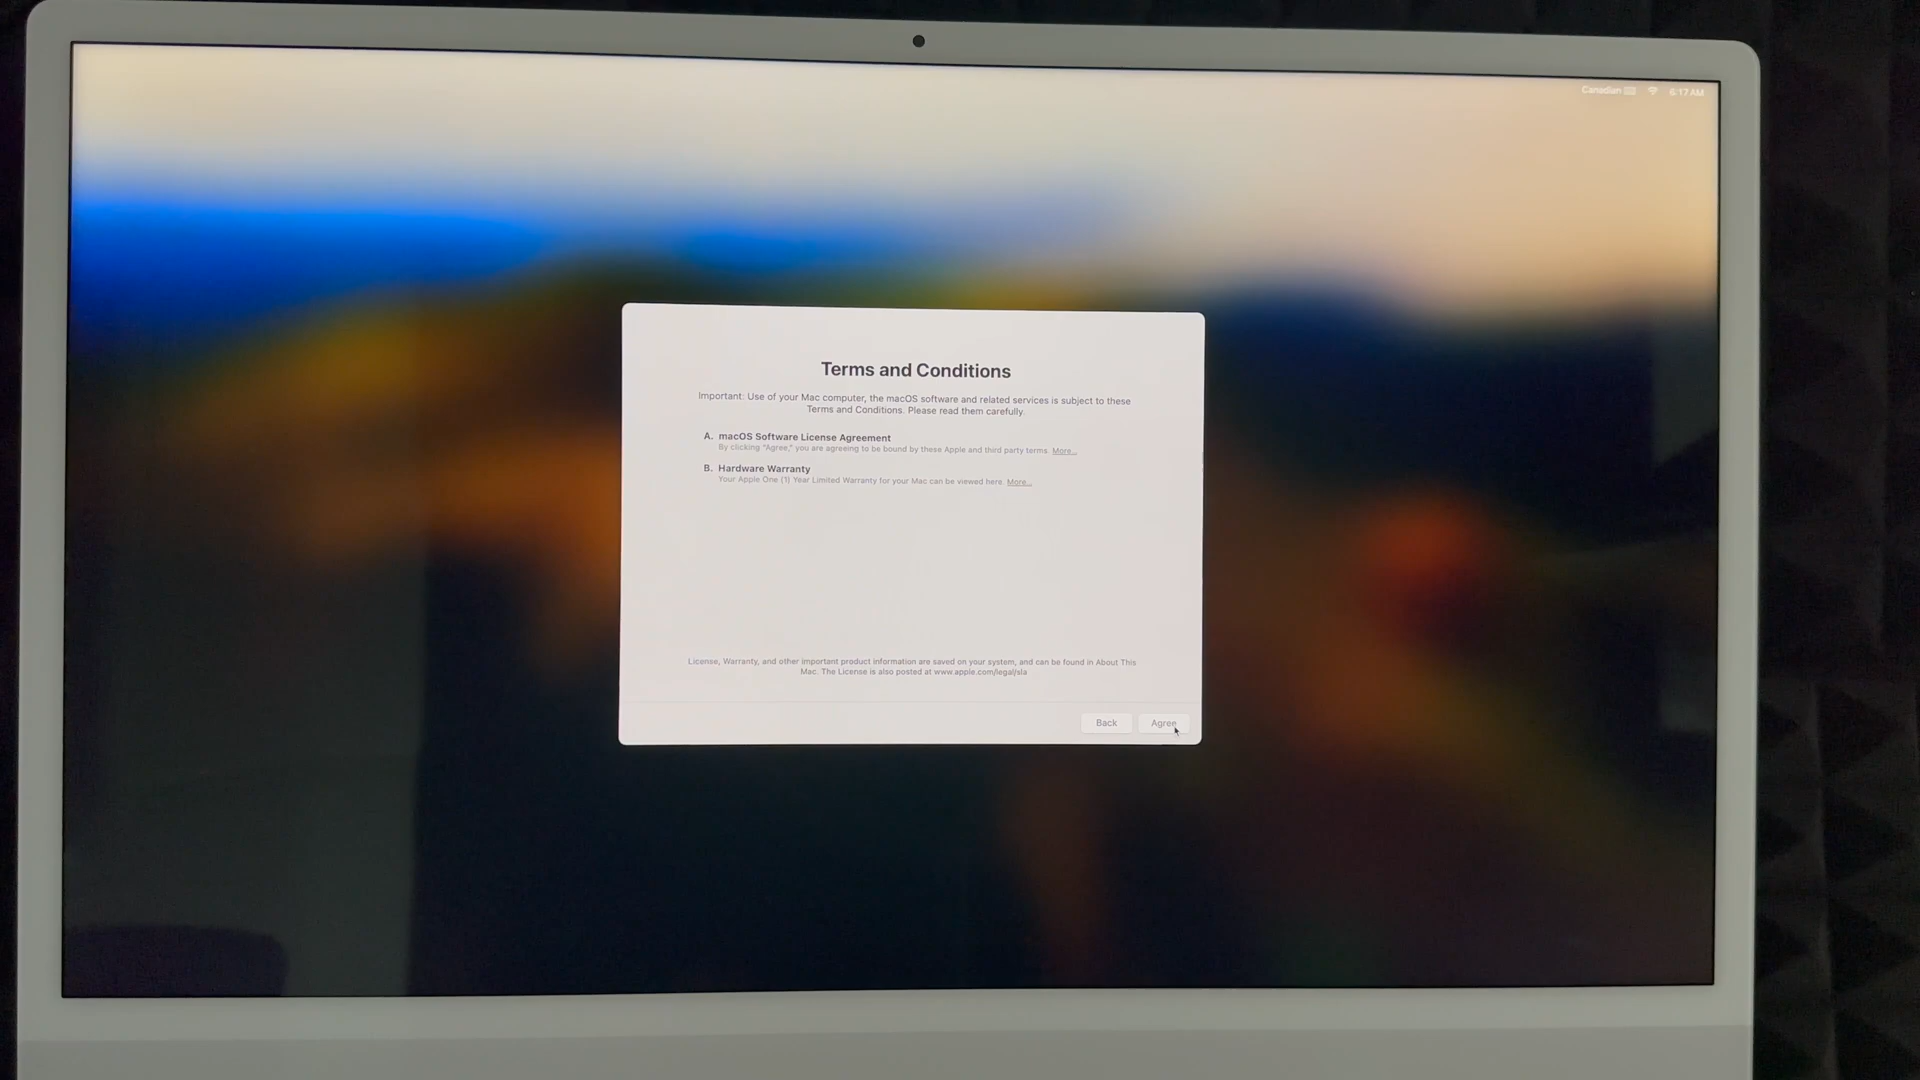 Canadian 6:17 AM
Terms and Conditions
Important: Use of your Mac computer, the macOS software and related services is subject to these
Terms and Conditions. Please read them carefully.
A. macOS Software License Agreement
By clicking "Agree," you are agreeing to be bound by these Apple and third party terms. More...
B. Hardware Warranty
Your Apple One (1) Year Limited Warranty for your Mac can be viewed here. More...
License, Warranty, and other important product information are saved on your system, and can be found in About This
Mac. The License is also posted at www.apple.com/legal/sla
Back Agree